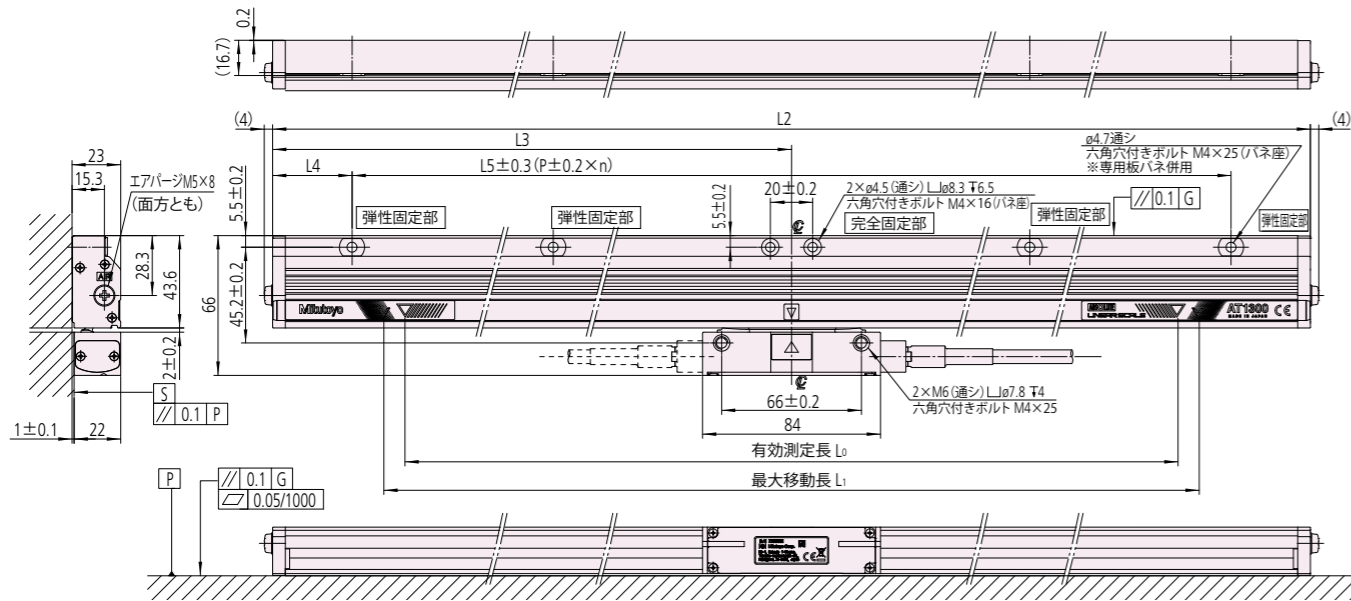 0.2
(16.7)
(4)
L2
(4)
L3
L4
L5±0.3 (P±0.2×n)
ø4.7通シ
六角穴付きボルト M4×25 (バネ座)
※専用板バネ併用
23
15.3
エアパージM5×8
(面方とも)
5.5±0.2
弾性固定部
弾性固定部
20±0.2
2×ø4.5 (通シ)⌴ø8.3 ↧6.5
六角穴付きボルト M4×16 (バネ座)
5.5±0.2
完全固定部
弾性固定部
// 0.1 G
弾性固定部
28.3
43.6
66
45.2±0.2
2±0.2
Mitutoyo
LINEAR SCALE
AT1300
MADE IN JAPAN
CE
S
// 0.1 P
1±0.1
22
66±0.2
84
2×M6 (通シ)⌴ø7.8 ↧4
六角穴付きボルト M4×25
有効測定長 L₀
最大移動長 L₁
P
// 0.1 G
⏥ 0.05/1000
CE